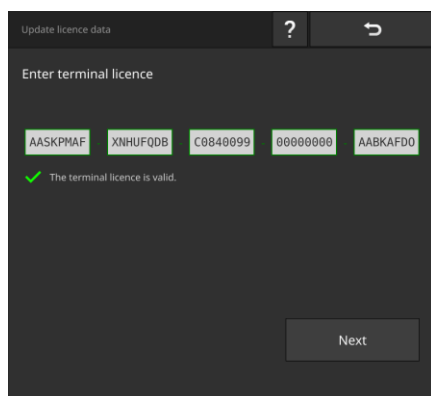 Update licence data ?
Enter terminal licence
AASKPMAF - XNHUFQDB - C0840099 - 00000000 - AABKAFDO
The terminal licence is valid.
Next